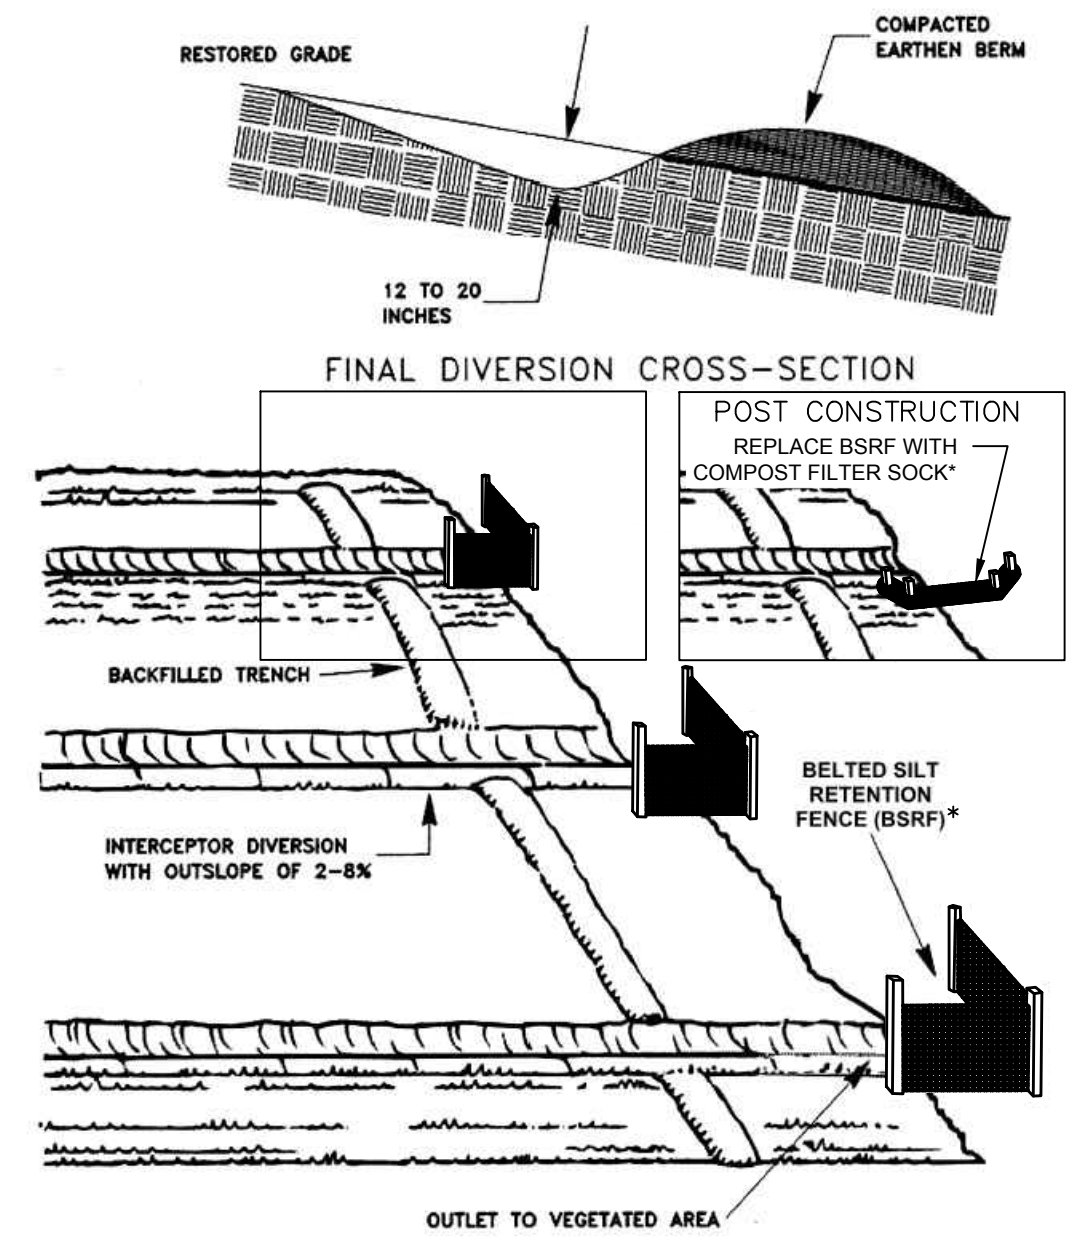 RESTORED GRADE
COMPACTED
EARTHEN BERM
12 TO 20
INCHES
FINAL DIVERSION CROSS-SECTION
POST CONSTRUCTION
REPLACE BSRF WITH
COMPOST FILTER SOCK*
BACKFILLED TRENCH
BELTED SILT
RETENTION
FENCE (BSRF)*
INTERCEPTOR DIVERSION
WITH OUTSLOPE OF 2-8%
OUTLET TO VEGETATED AREA